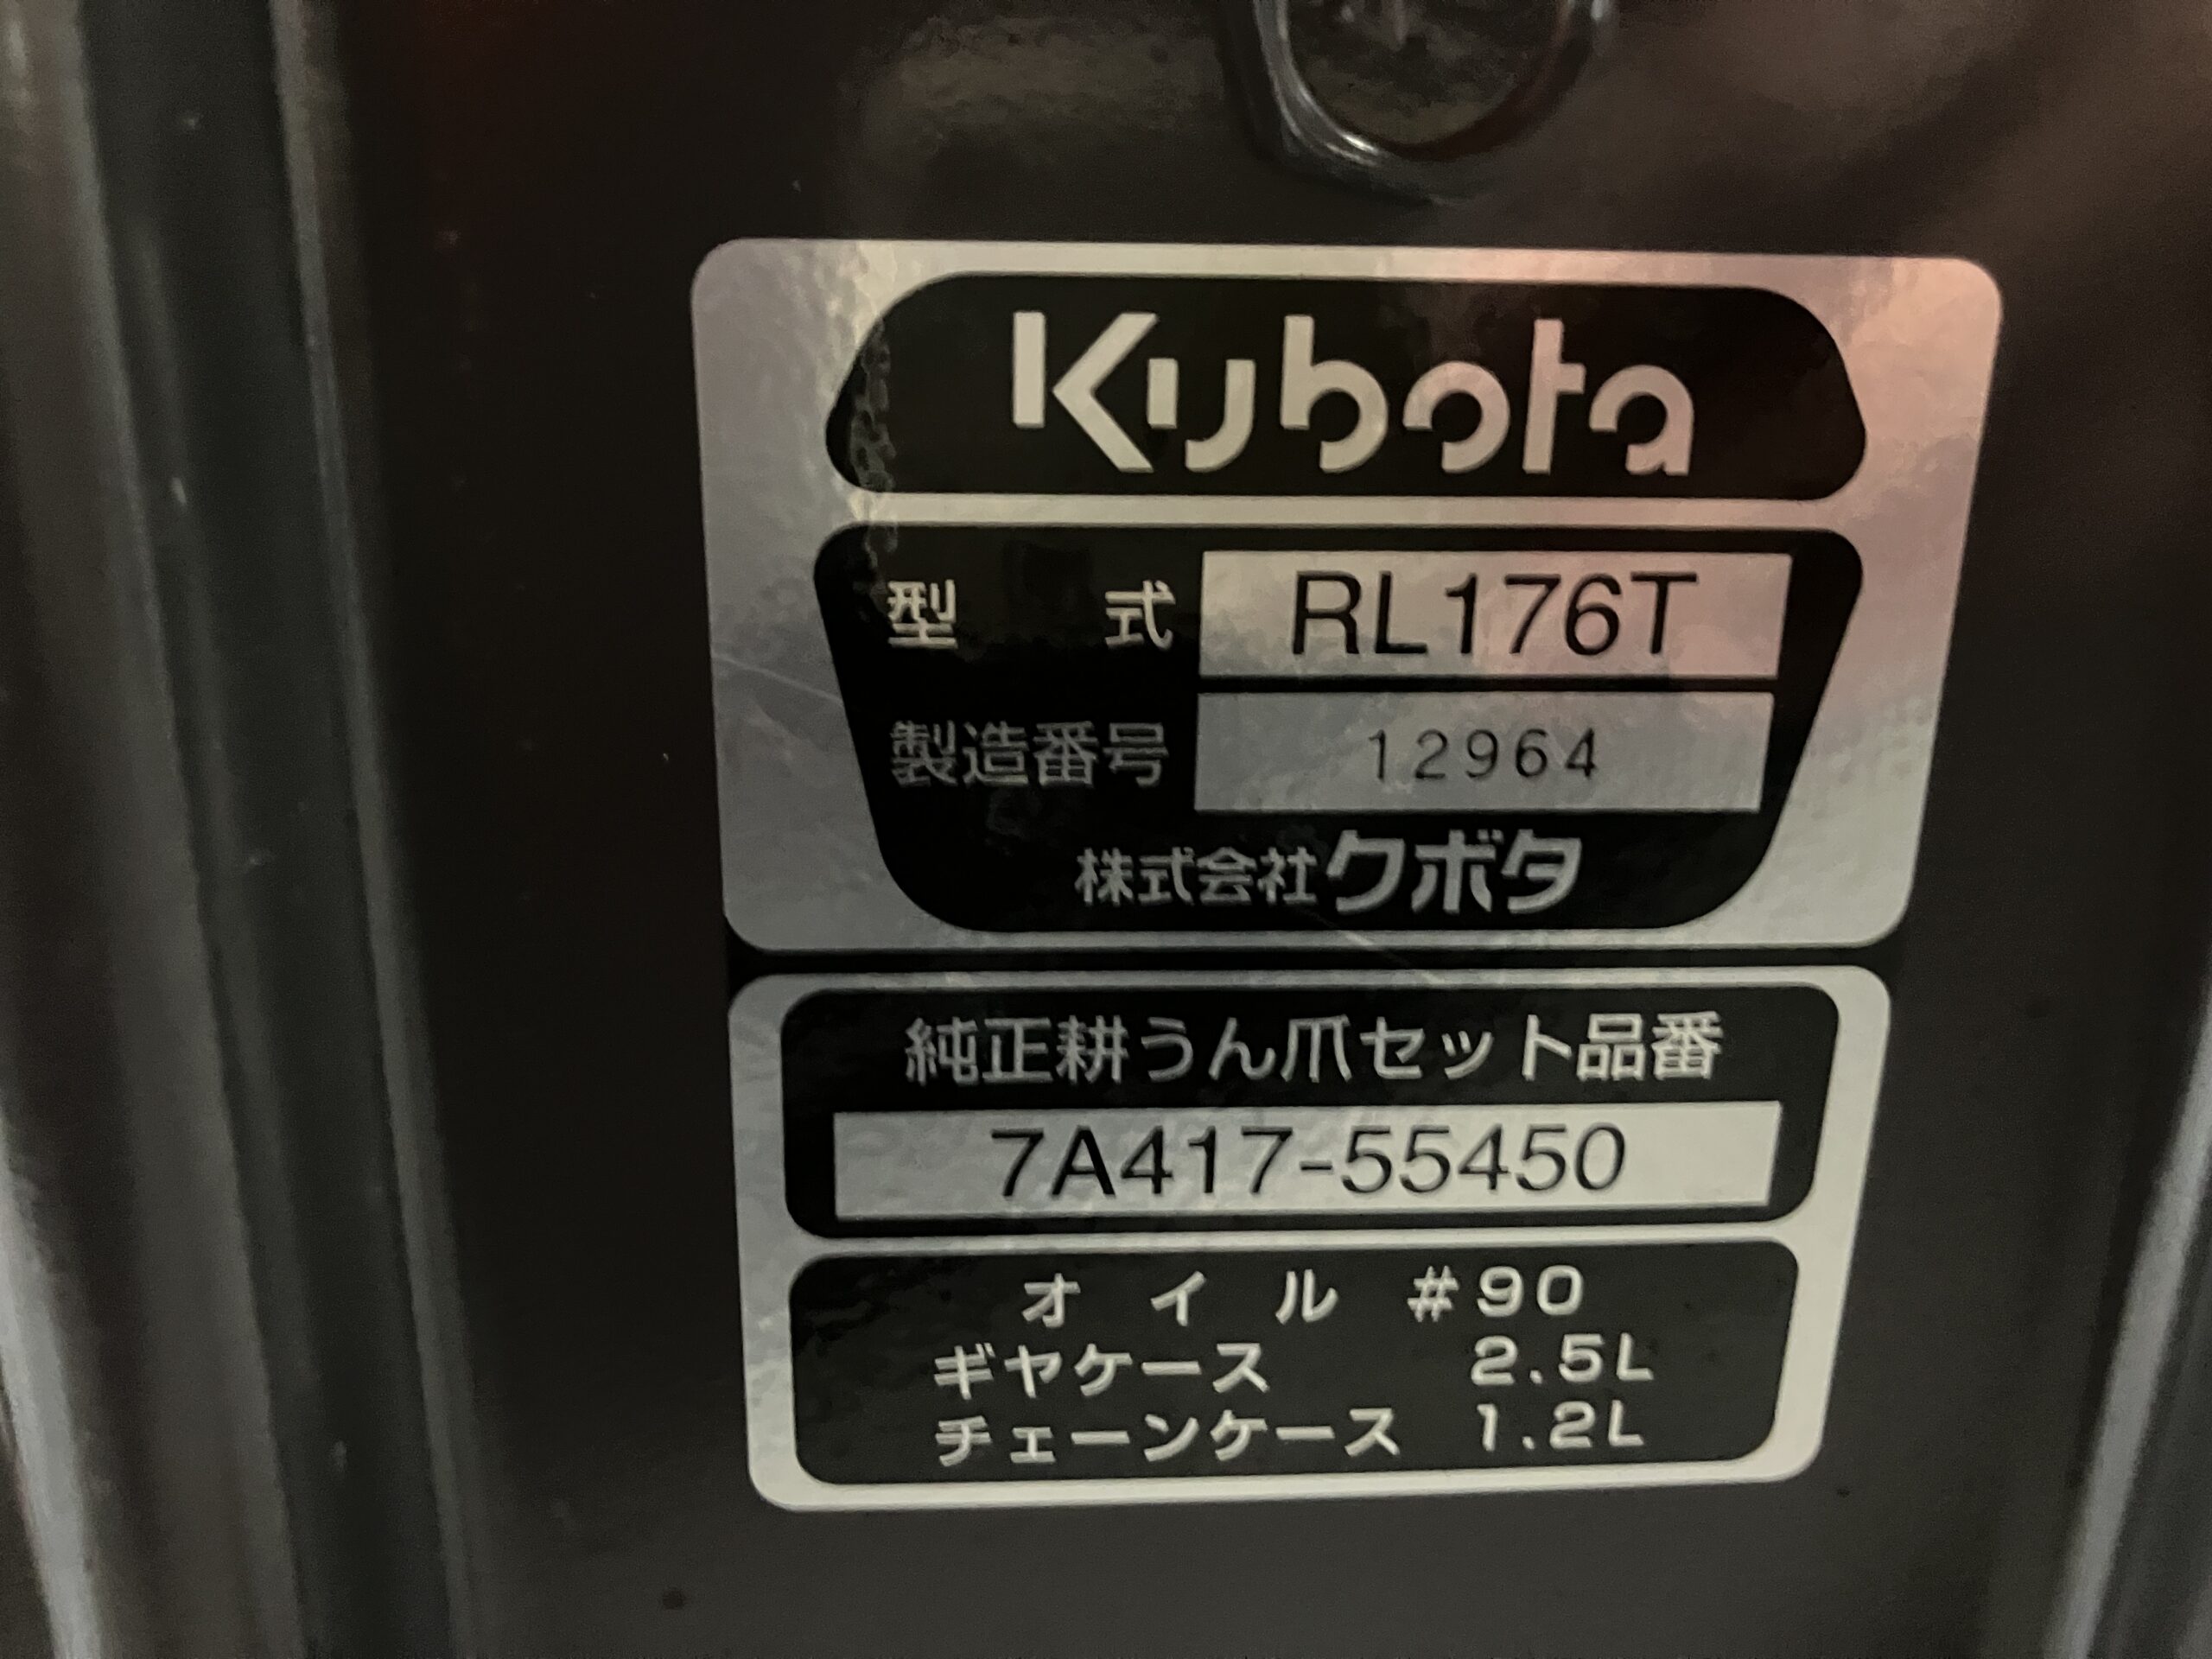 Kubota
型式 RL176T
製造番号 12964
株式会社クボタ
純正耕うん爪セット品番
7A417-55450
オイル #90
ギヤケース 2.5L
チェーンケース 1.2L